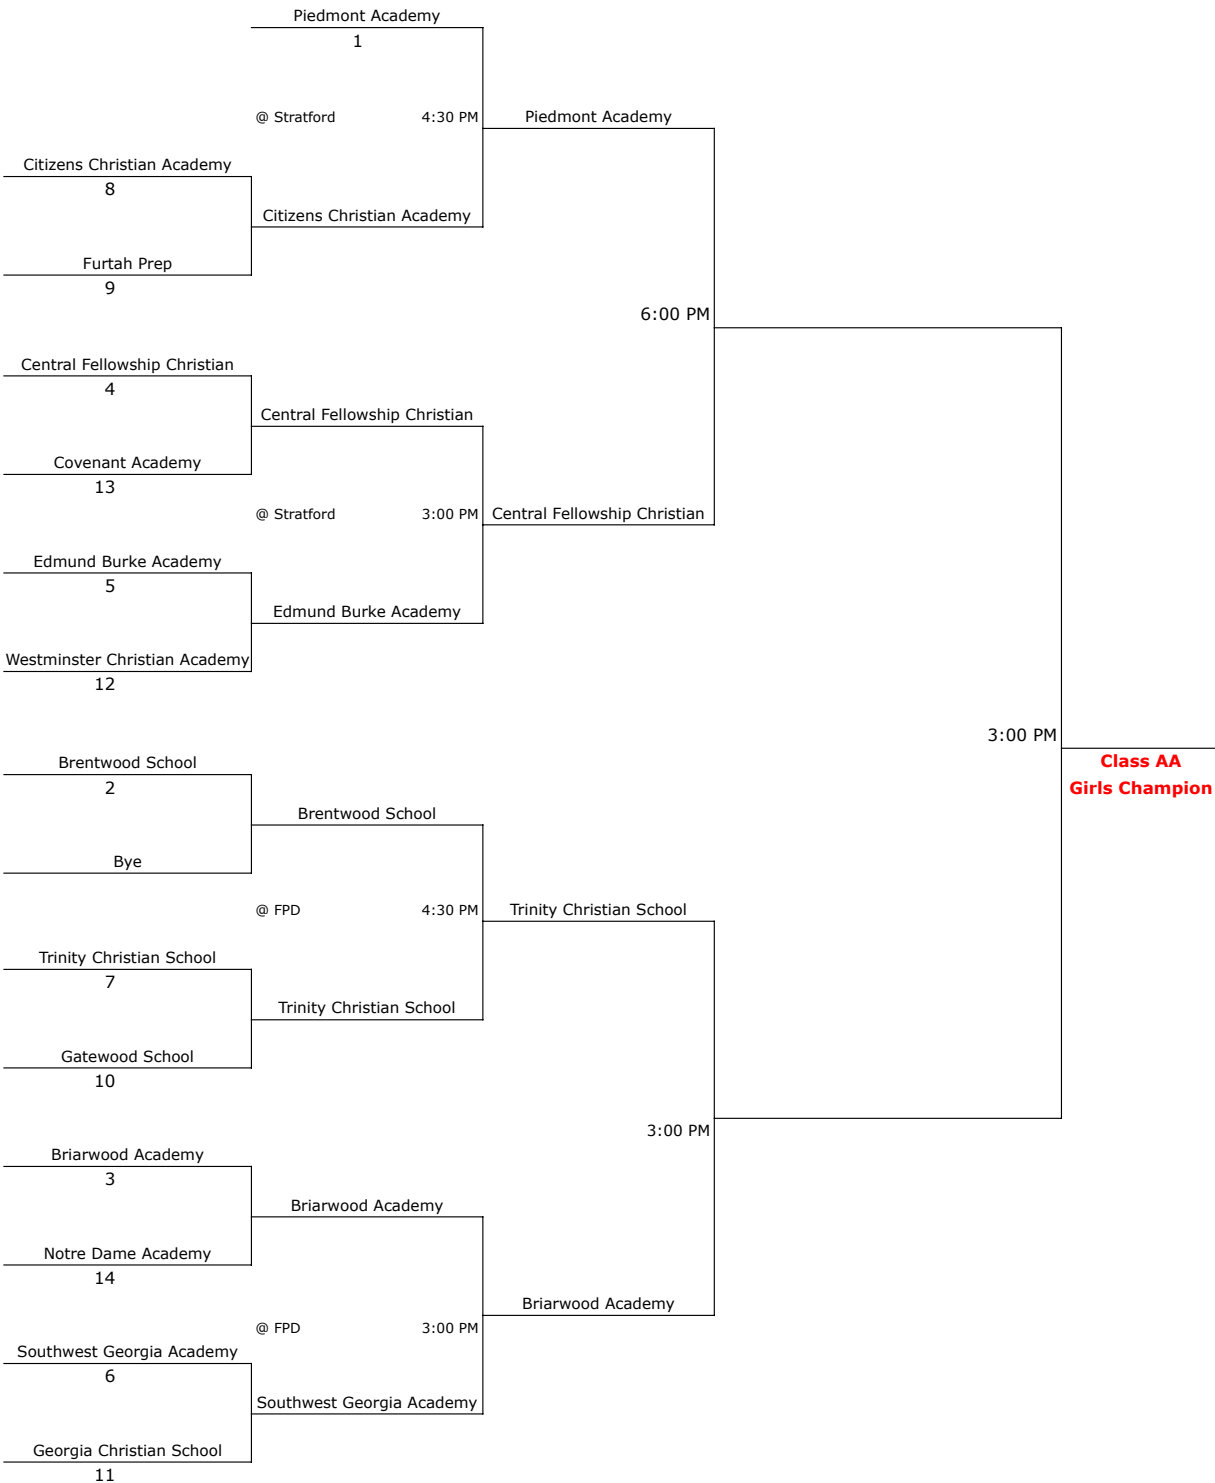 Piedmont Academy
1
@ Stratford 4:30 PM Piedmont Academy
Citizens Christian Academy
8
Citizens Christian Academy
Furtah Prep
9
6:00 PM
Central Fellowship Christian
4
Central Fellowship Christian
Covenant Academy
13
@ Stratford 3:00 PM Central Fellowship Christian
Edmund Burke Academy
5
Edmund Burke Academy
Westminster Christian Academy
12
3:00 PM
Class AA
Girls Champion
Brentwood School
2
Brentwood School
Bye
@ FPD 4:30 PM Trinity Christian School
Trinity Christian School
7
Trinity Christian School
Gatewood School
10
3:00 PM
Briarwood Academy
3
Briarwood Academy
Notre Dame Academy
14
Briarwood Academy
@ FPD 3:00 PM
Southwest Georgia Academy
6
Southwest Georgia Academy
Georgia Christian School
11